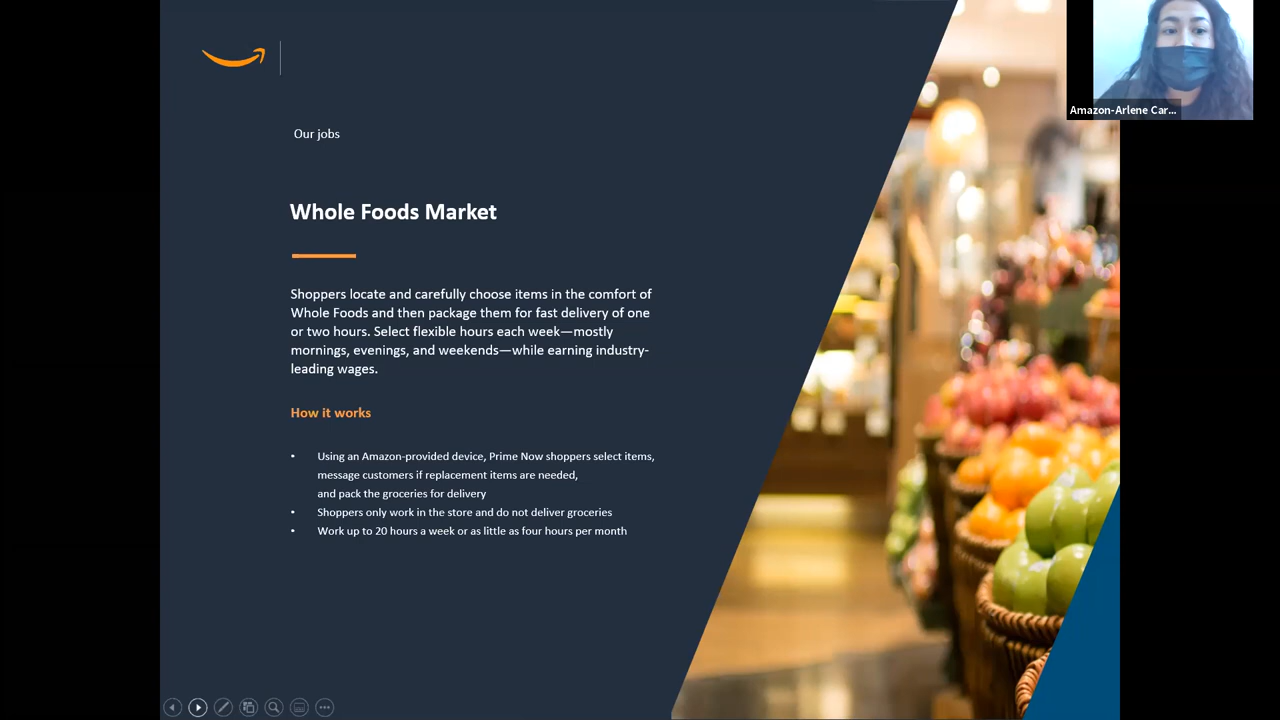 Amazon-Arlene Car...
Our jobs
Whole Foods Market
Shoppers locate and carefully choose items in the comfort of
Whole Foods and then package them for fast delivery of one
or two hours. Select flexible hours each week—mostly
mornings, evenings, and weekends—while earning industry-
leading wages.
How it works
• Using an Amazon-provided device, Prime Now shoppers select items,
message customers if replacement items are needed,
and pack the groceries for delivery
• Shoppers only work in the store and do not deliver groceries
• Work up to 20 hours a week or as little as four hours per month